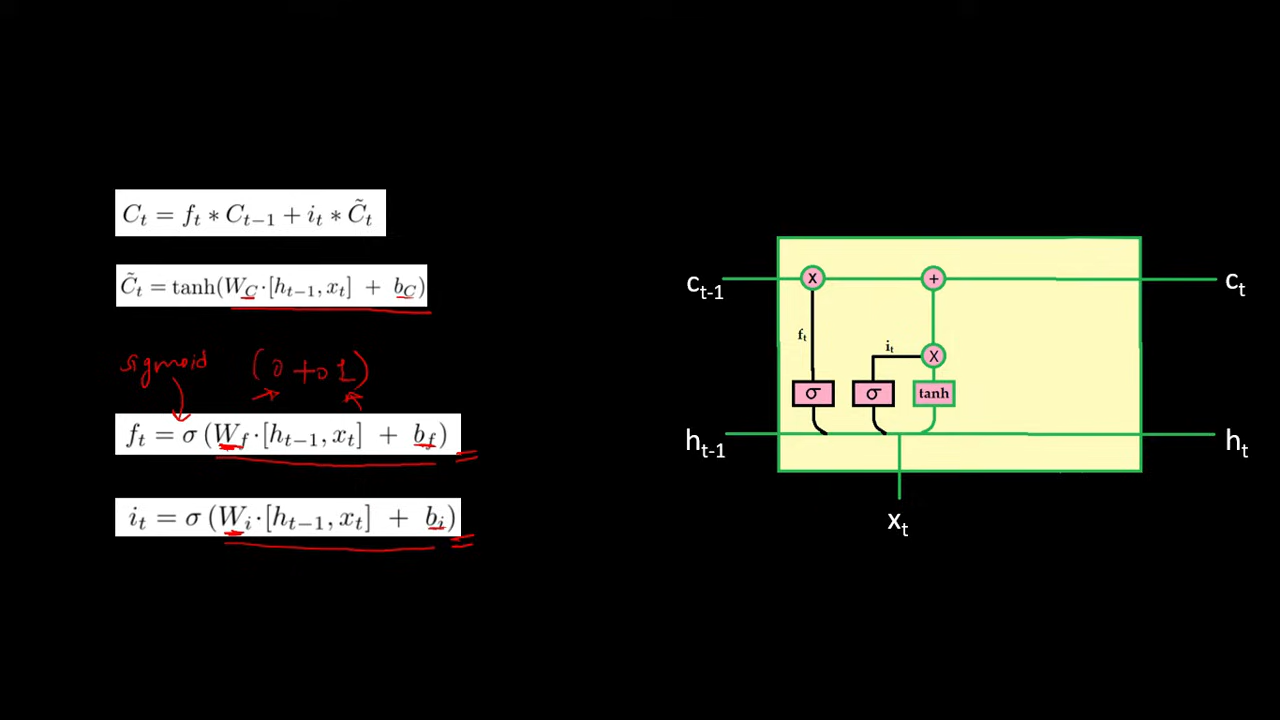 C_t = f_t * C_{t-1} + i_t * C̃_t
C̃_t = tanh(W_C·[h_{t-1}, x_t] + b_C)
sigmoid (0 to 1)
f_t = σ (W_f·[h_{t-1}, x_t] + b_f)
i_t = σ (W_i·[h_{t-1}, x_t] + b_i)
c_{t-1} x + c_t
f_t i_t X
σ σ tanh
h_{t-1} h_t
x_t